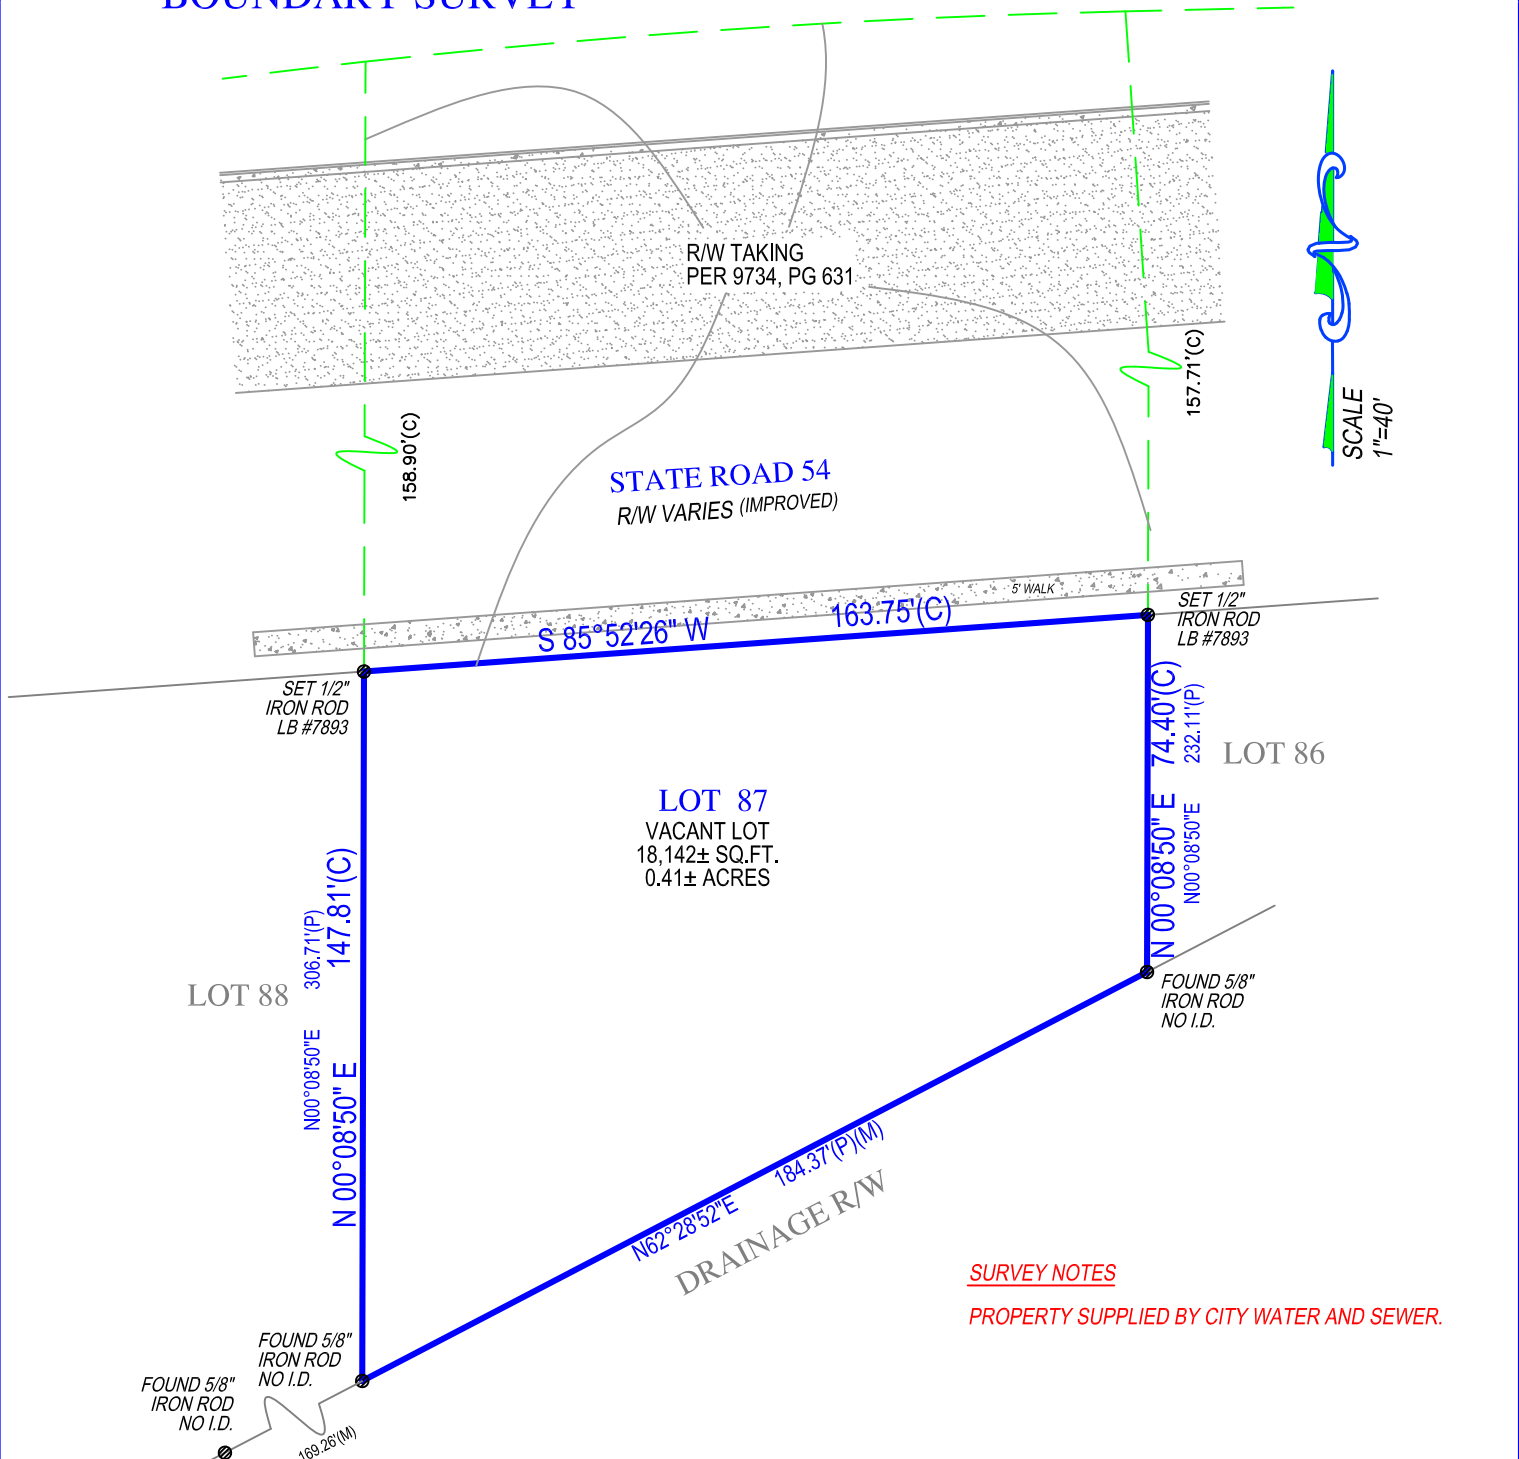 BOUNDARY SURVEY
R/W TAKING
PER 9734, PG 631
158.90'(C)
157.71'(C)
SCALE
1"=40'
STATE ROAD 54
R/W VARIES (IMPROVED)
5' WALK
S 85°52'26" W 163.75'(C)
SET 1/2"
IRON ROD
LB #7893
SET 1/2"
IRON ROD
LB #7893
N 00°08'50" E 74.40'(C)
N00°08'50"E 232.11'(P)
LOT 86
LOT 87
VACANT LOT
18,142± SQ.FT.
0.41± ACRES
N00°08'50"E 306.71'(P)
N 00°08'50" E 147.81'(C)
LOT 88
FOUND 5/8"
IRON ROD
NO I.D.
N62°28'52"E 184.37'(P)(M)
DRAINAGE R/W
SURVEY NOTES
PROPERTY SUPPLIED BY CITY WATER AND SEWER.
FOUND 5/8"
IRON ROD
NO I.D.
FOUND 5/8"
IRON ROD
NO I.D.
169.26'(M)